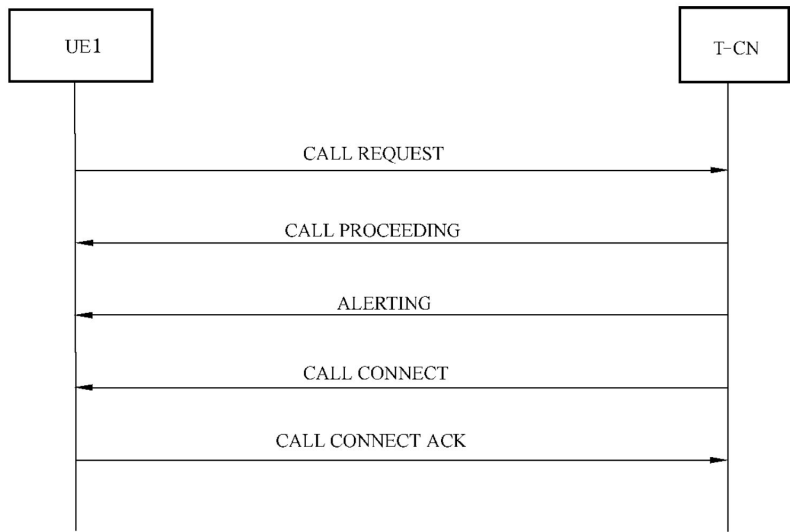 UE1
T-CN
CALL REQUEST
CALL PROCEEDING
ALERTING
CALL CONNECT
CALL CONNECT ACK